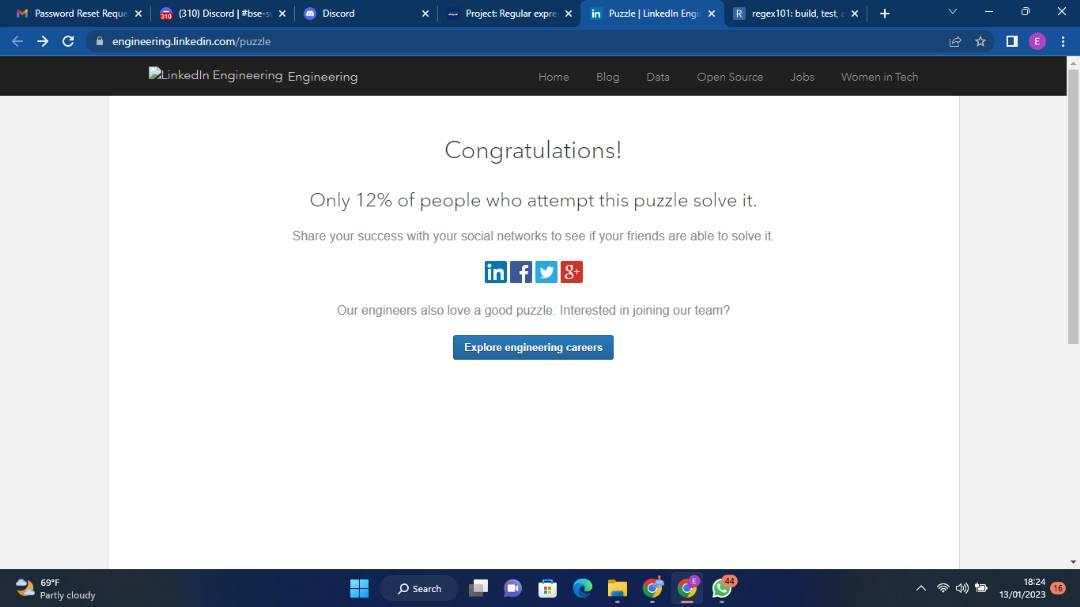 Password Reset Reque
(310) Discord | #bse-s
Discord
Project: Regular expre
Puzzle | LinkedIn Engi
regex101: build, test, a
engineering.linkedin.com/puzzle
E
LinkedIn Engineering Engineering
Home Blog Data Open Source Jobs Women in Tech
Congratulations!
Only 12% of people who attempt this puzzle solve it.
Share your success with your social networks to see if your friends are able to solve it.
in f 8+
Our engineers also love a good puzzle. Interested in joining our team?
Explore engineering careers
69°F
Partly cloudy
Search
44
18:24
13/01/2023
16